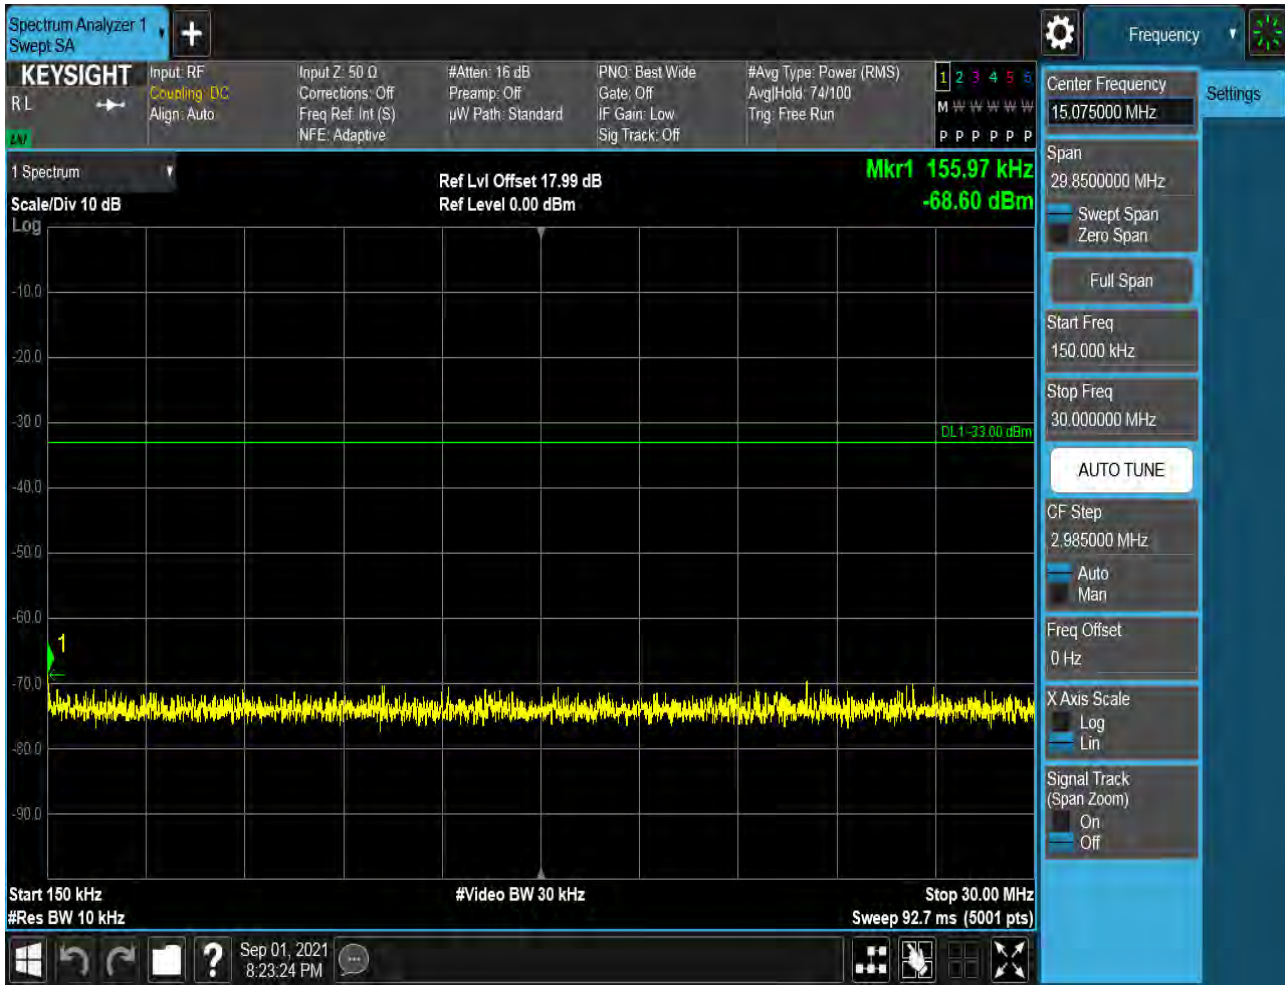 Spectrum Analyzer 1
Swept SA
Frequency
KEYSIGHT
R L
LNI
Input: RF
Coupling: DC
Align: Auto
Input Z: 50 Ω
Corrections: Off
Freq Ref: Int (S)
NFE: Adaptive
#Atten: 16 dB
Preamp: Off
µW Path: Standard
PNO: Best Wide
Gate: Off
IF Gain: Low
Sig Track: Off
#Avg Type: Power (RMS)
Avg|Hold: 74/100
Trig: Free Run
1 2 3 4 5 6
M W W W W W
P P P P P P
1 Spectrum
Scale/Div 10 dB
Log
Ref Lvl Offset 17.99 dB
Ref Level 0.00 dBm
Mkr1 155.97 kHz
-68.60 dBm
-10.0
-20.0
-30.0
DL1 -33.00 dBm
-40.0
-50.0
-60.0
1
-70.0
-80.0
-90.0
Start 150 kHz
#Res BW 10 kHz
#Video BW 30 kHz
Stop 30.00 MHz
Sweep 92.7 ms (5001 pts)
?
Sep 01, 2021
8:23:24 PM
Center Frequency
15.075000 MHz
Settings
Span
29.8500000 MHz
Swept Span
Zero Span
Full Span
Start Freq
150.000 kHz
Stop Freq
30.000000 MHz
AUTO TUNE
CF Step
2.985000 MHz
Auto
Man
Freq Offset
0 Hz
X Axis Scale
Log
Lin
Signal Track
(Span Zoom)
On
Off